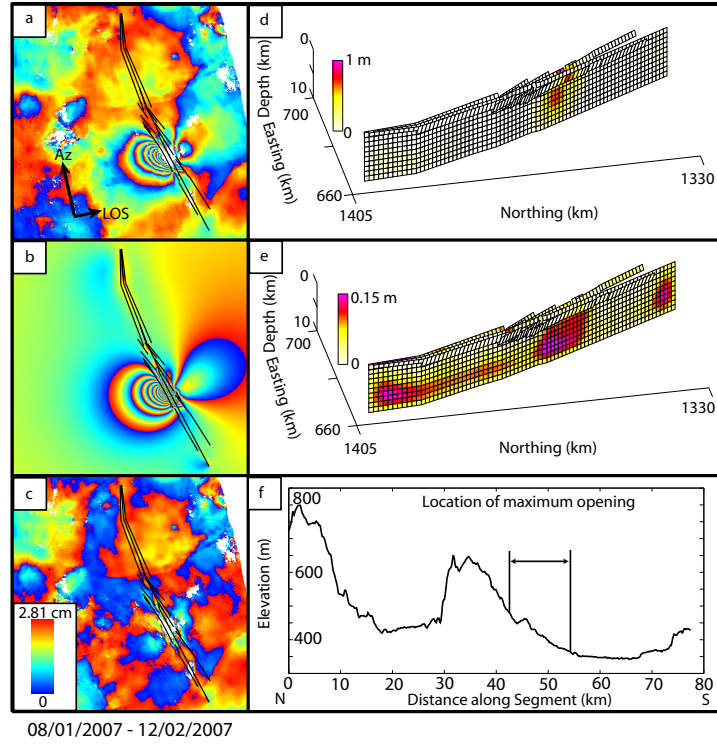 a
Az
LOS
b
c
2.81 cm
0
08/01/2007 - 12/02/2007
d
0
10
Depth (km)
700
Easting (km)
660
1 m
0
1405
Northing (km)
1330
e
0
10
Depth (km)
700
Easting (km)
660
0.15 m
0
1405
Northing (km)
1330
f
Location of maximum opening
800
600
400
Elevation (m)
0 10 20 30 40 50 60 70 80
N Distance along Segment (km) S